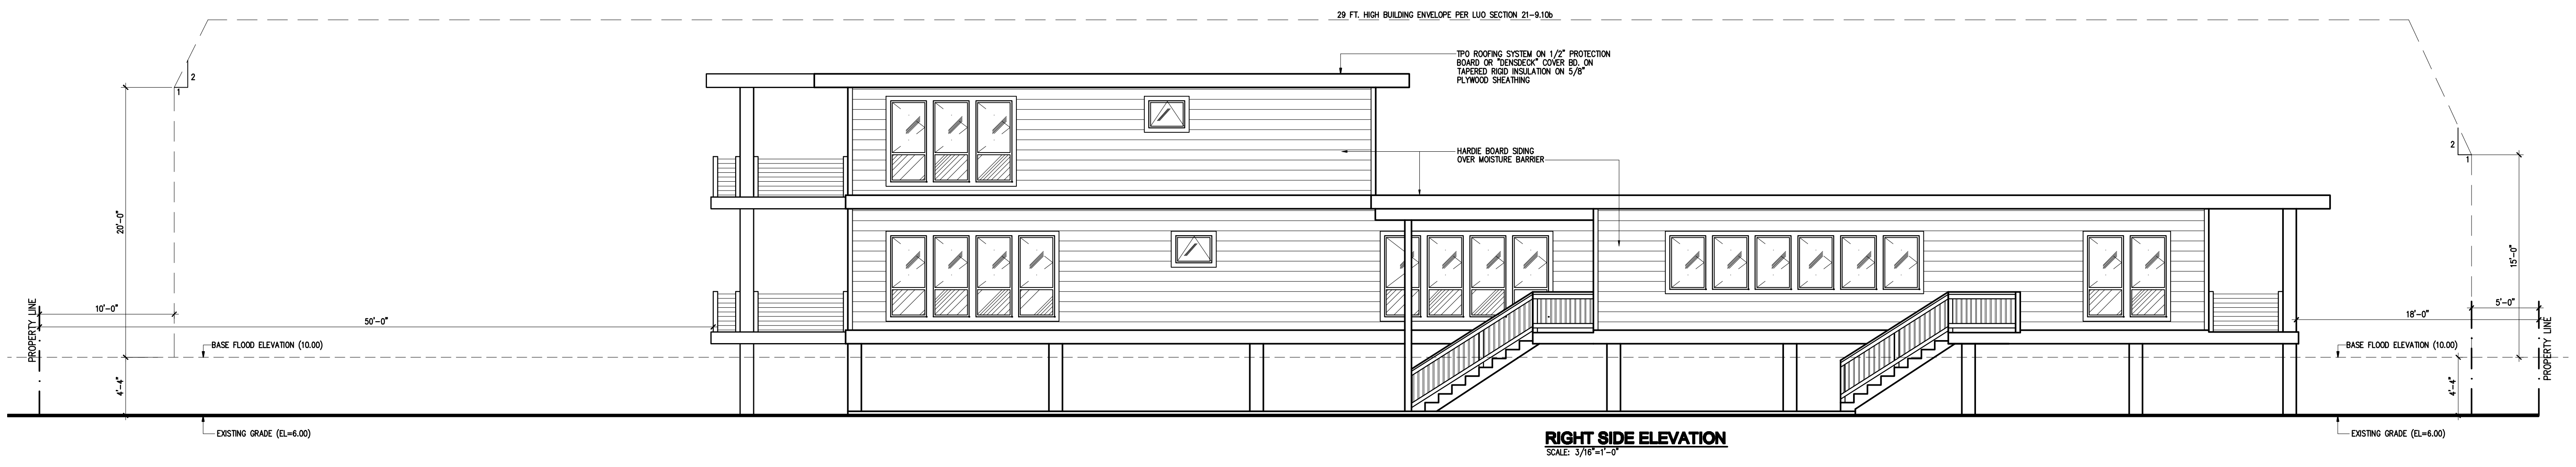 29 FT. HIGH BUILDING ENVELOPE PER LUO SECTION 21-9.10b
TPO ROOFING SYSTEM ON 1/2" PROTECTION
BOARD OR "DENSDECK" COVER BD. ON
TAPERED RIGID INSULATION ON 5/8"
PLYWOOD SHEATHING
2
1
2
1
HARDIE BOARD SIDING
OVER MOISTURE BARRIER
20'-0"
15'-0"
PROPERTY LINE
10'-0"
50'-0"
5'-0"
18'-0"
PROPERTY LINE
BASE FLOOD ELEVATION (10.00)
BASE FLOOD ELEVATION (10.00)
4'-4"
4'-4"
EXISTING GRADE (EL=6.00)
EXISTING GRADE (EL=6.00)
RIGHT SIDE ELEVATION
SCALE: 3/16"=1'-0"